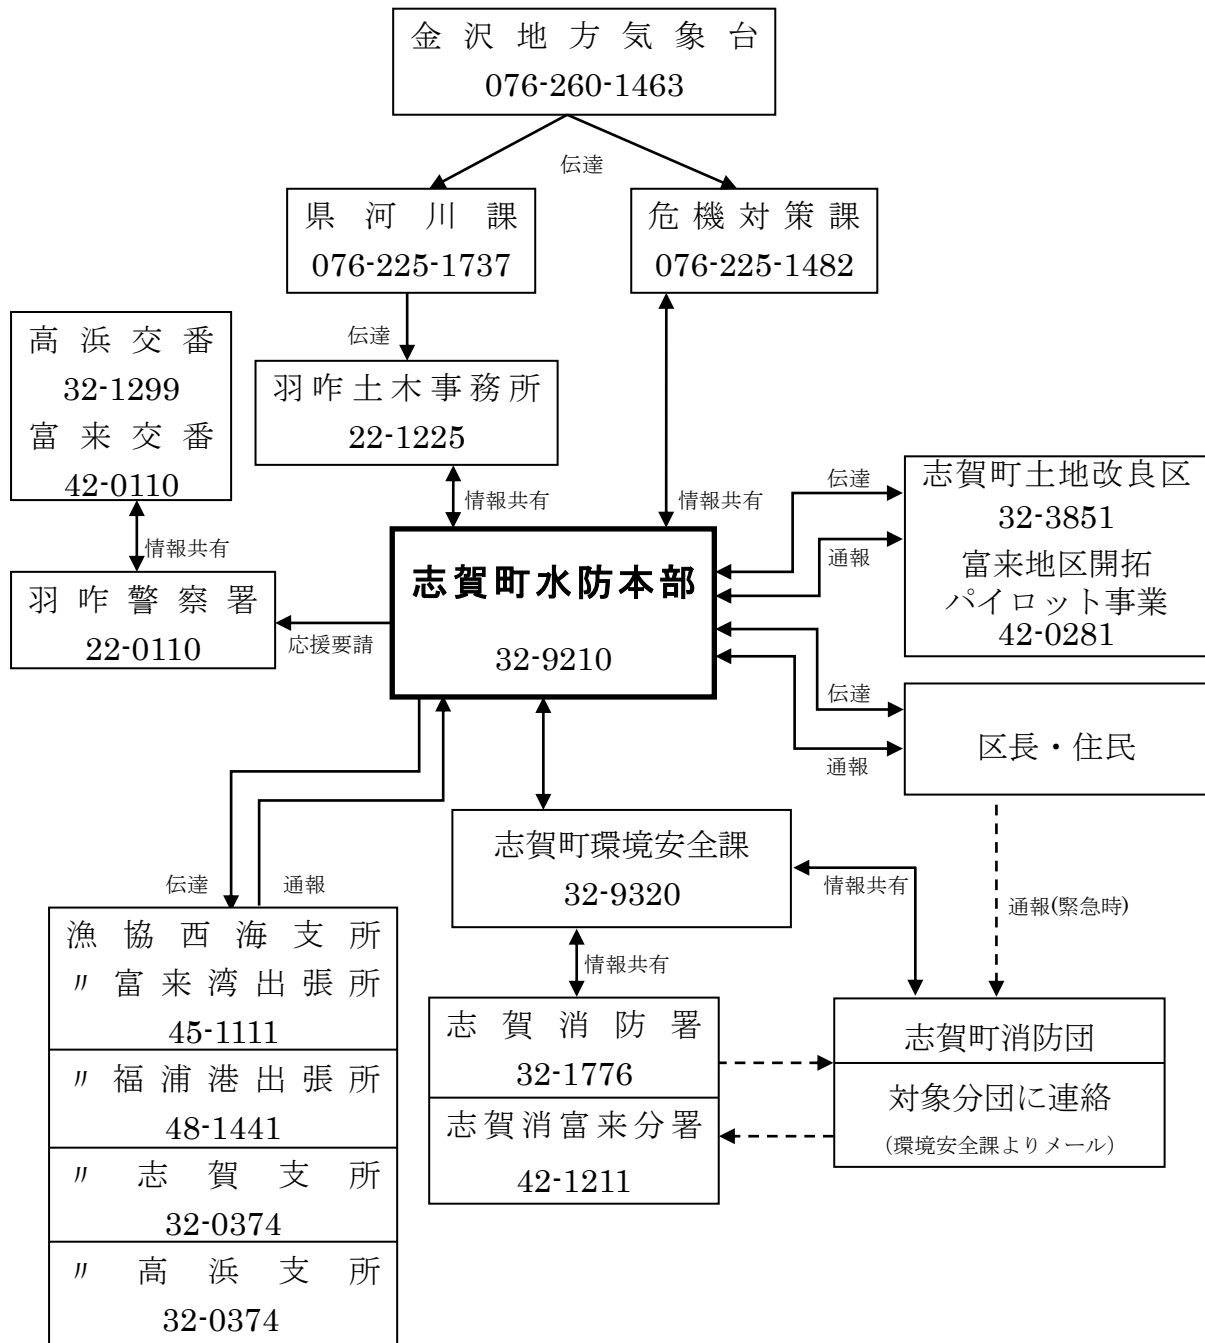 金沢地方気象台
076-260-1463
伝達
県河川課
076-225-1737
危機対策課
076-225-1482
伝達
高浜交番
32-1299
富来交番
42-0110
羽咋土木事務所
22-1225
情報共有
情報共有
情報共有
羽咋警察署
22-0110
応援要請
志賀町水防本部
32-9210
伝達
通報
志賀町土地改良区
32-3851
富来地区開拓
パイロット事業
42-0281
伝達
通報
区長・住民
志賀町環境安全課
32-9320
情報共有
通報(緊急時)
伝達
通報
漁協西海支所
〃富来湾出張所
45-1111
〃福浦港出張所
48-1441
〃志賀支所
32-0374
〃高浜支所
32-0374
情報共有
志賀消防署
32-1776
志賀消富来分署
42-1211
志賀町消防団
対象分団に連絡
(環境安全課よりメール)